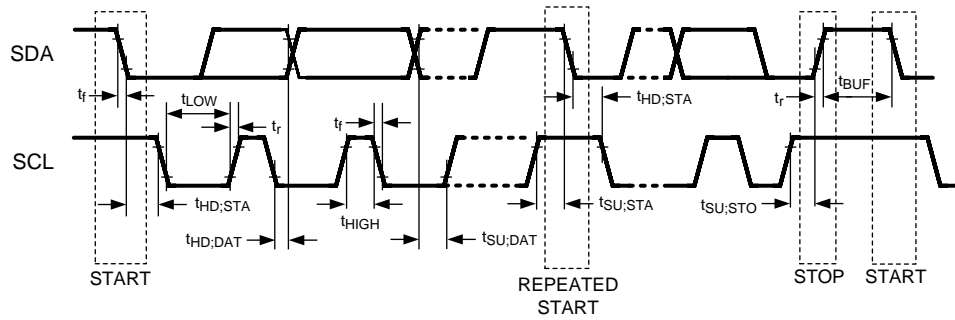 SDA
t_f
t_LOW
t_r
t_f
t_HD;STA
t_r
t_BUF
SCL
t_HD;STA
t_HD;DAT
t_HIGH
t_SU;DAT
t_SU;STA
t_SU;STO
START
REPEATED
START
STOP
START